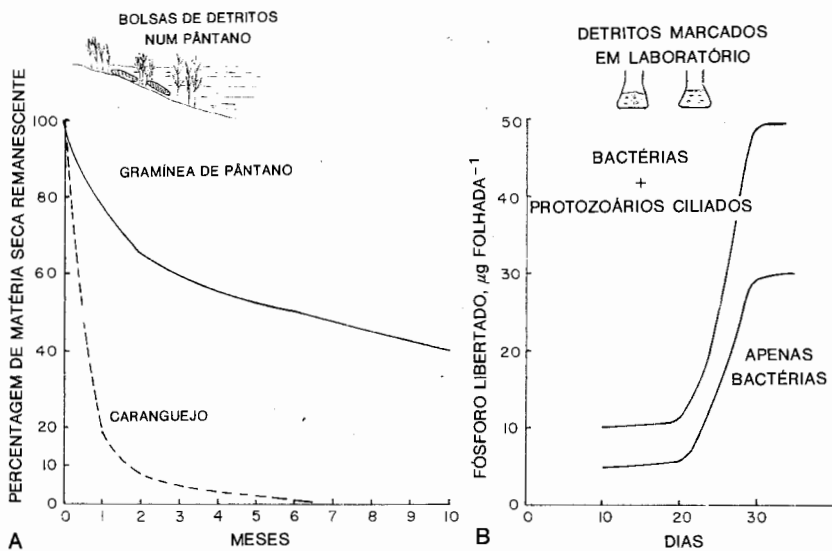 BOLSAS DE DETRITOS
NUM PÂNTANO
PERCENTAGEM DE MATÉRIA SECA REMANESCENTE
100
80
60
40
20
10
0
GRAMÍNEA DE PÂNTANO
CARANGUEJO
0 1 2 3 4 5 6 7 8 9 10
MESES
A
DETRITOS MARCADOS
EM LABORATÓRIO
FÓSFORO LIBERTADO, µg FOLHADA⁻¹
50
40
30
20
10
0
BACTÉRIAS
+
PROTOZOÁRIOS CILIADOS
APENAS
BACTÉRIAS
0 10 20 30
DIAS
B